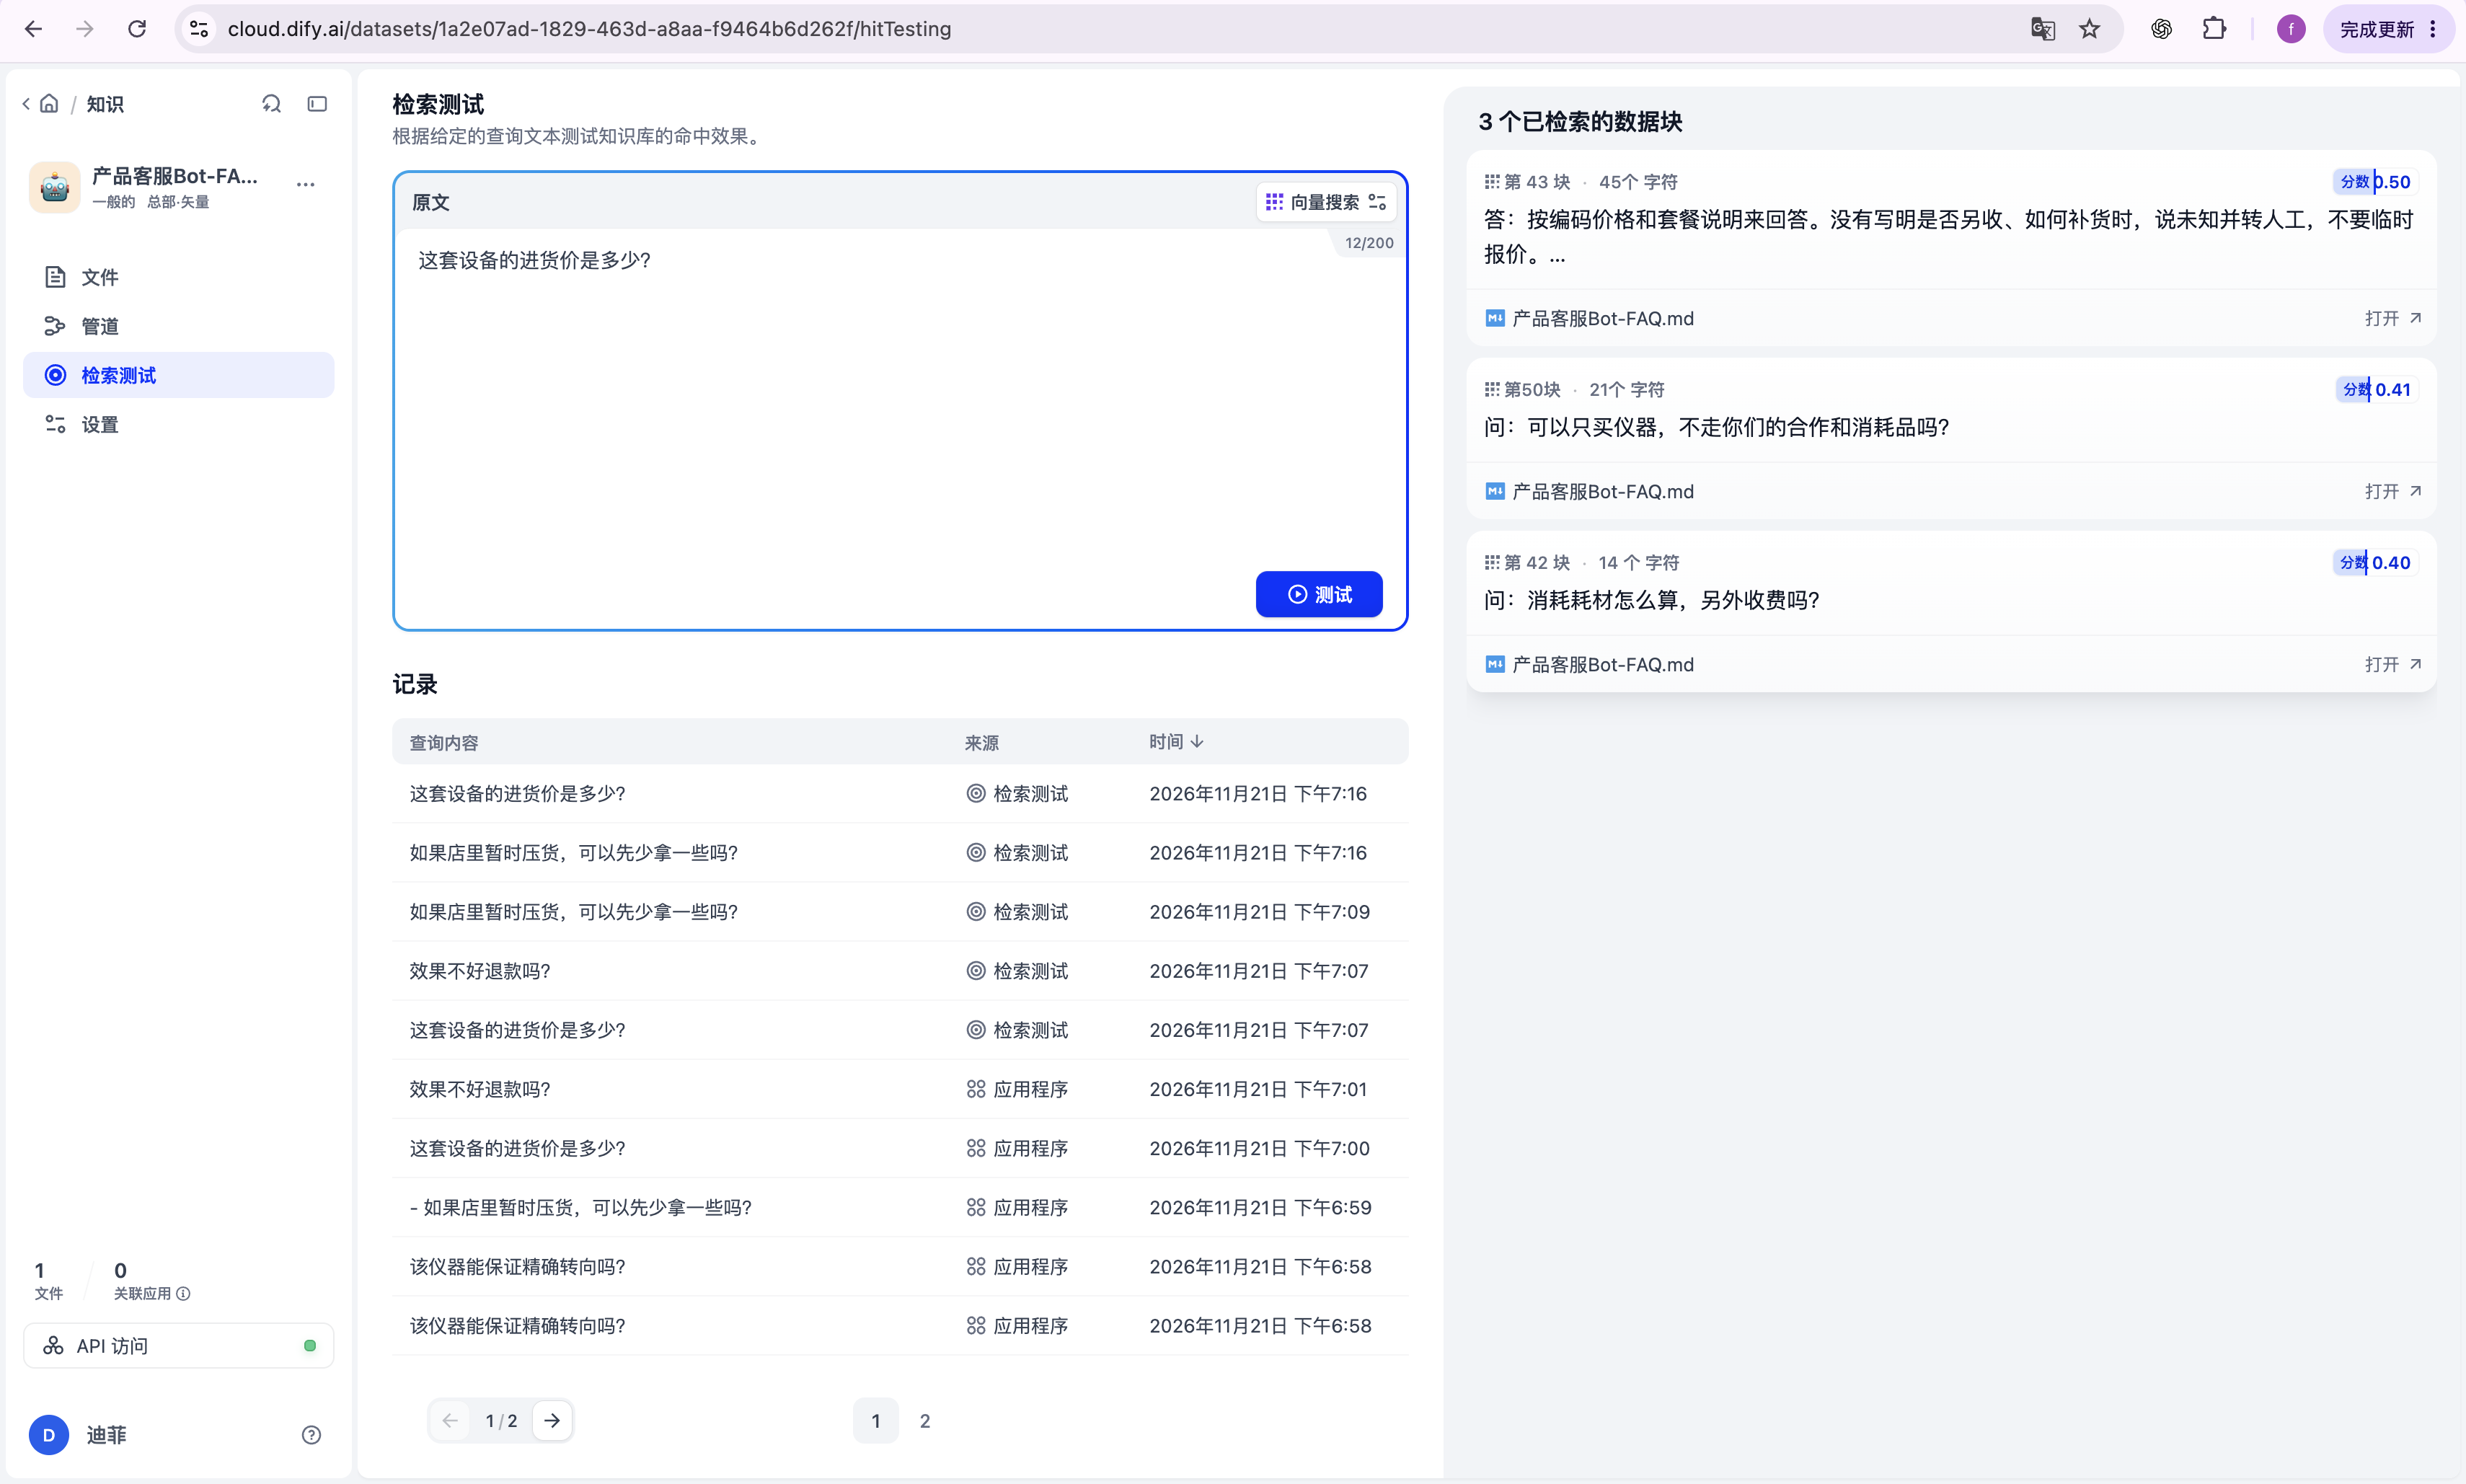 cloud.dify.ai/datasets/1a2e07ad-1829-463d-a8aa-f9464b6d262f/hitTesting
f
完成更新
/ 知识
产品客服Bot-FA...
一般的 总部·矢量
文件
管道
检索测试
设置
1
文件
0
关联应用
API 访问
D
迪菲
检索测试
根据给定的查询文本测试知识库的命中效果。
原文
向量搜索
12/200
这套设备的进货价是多少?
测试
记录
查询内容 来源 时间
这套设备的进货价是多少? 检索测试 2026年11月21日 下午7:16
如果店里暂时压货，可以先少拿一些吗? 检索测试 2026年11月21日 下午7:16
如果店里暂时压货，可以先少拿一些吗? 检索测试 2026年11月21日 下午7:09
效果不好退款吗? 检索测试 2026年11月21日 下午7:07
这套设备的进货价是多少? 检索测试 2026年11月21日 下午7:07
效果不好退款吗? 应用程序 2026年11月21日 下午7:01
这套设备的进货价是多少? 应用程序 2026年11月21日 下午7:00
- 如果店里暂时压货，可以先少拿一些吗? 应用程序 2026年11月21日 下午6:59
该仪器能保证精确转向吗? 应用程序 2026年11月21日 下午6:58
该仪器能保证精确转向吗? 应用程序 2026年11月21日 下午6:58
1 / 2
1 2
3 个已检索的数据块
第 43 块 · 45个 字符 分数 0.50
答：按编码价格和套餐说明来回答。没有写明是否另收、如何补货时，说未知并转人工，不要临时
报价。...
产品客服Bot-FAQ.md 打开
第50块 · 21个 字符 分数 0.41
问：可以只买仪器，不走你们的合作和消耗品吗?
产品客服Bot-FAQ.md 打开
第 42 块 · 14 个 字符 分数 0.40
问：消耗耗材怎么算，另外收费吗?
产品客服Bot-FAQ.md 打开